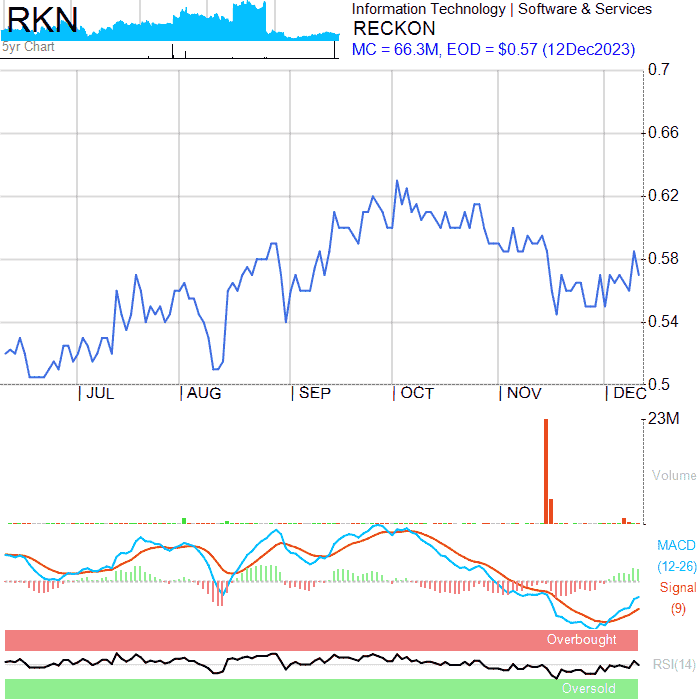 RKN
5yr Chart
Information Technology | Software & Services
RECKON
MC = 66.3M, EOD = $0.57 (12Dec2023)
0.7
0.66
0.62
0.58
0.54
0.5
JUL
AUG
SEP
OCT
NOV
DEC
23M
Volume
MACD
(12-26)
Signal
(9)
Overbought
RSI(14)
Oversold